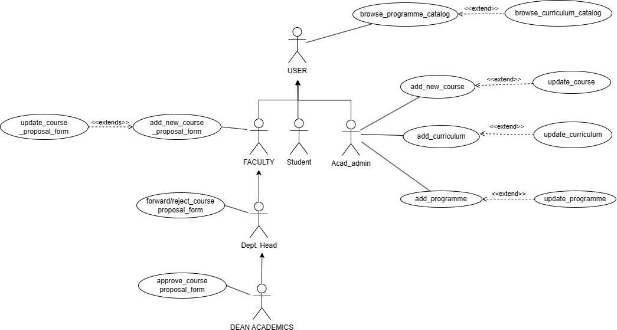 <<extend>>
browse_programme_catalog
browse_curriculum_catalog
USER
<<extend>>
add_new_course
update_course
update_course
_proposal_form
<<extends>>
add_new_course
_proposal_form
FACULTY
Student
Acad_admin
<<extend>>
add_curriculum
update_curriculum
<<extend>>
add_programme
update_programme
forward/reject_course
proposal_form
Dept. Head
approve_course
proposal_form
DEAN ACADEMICS